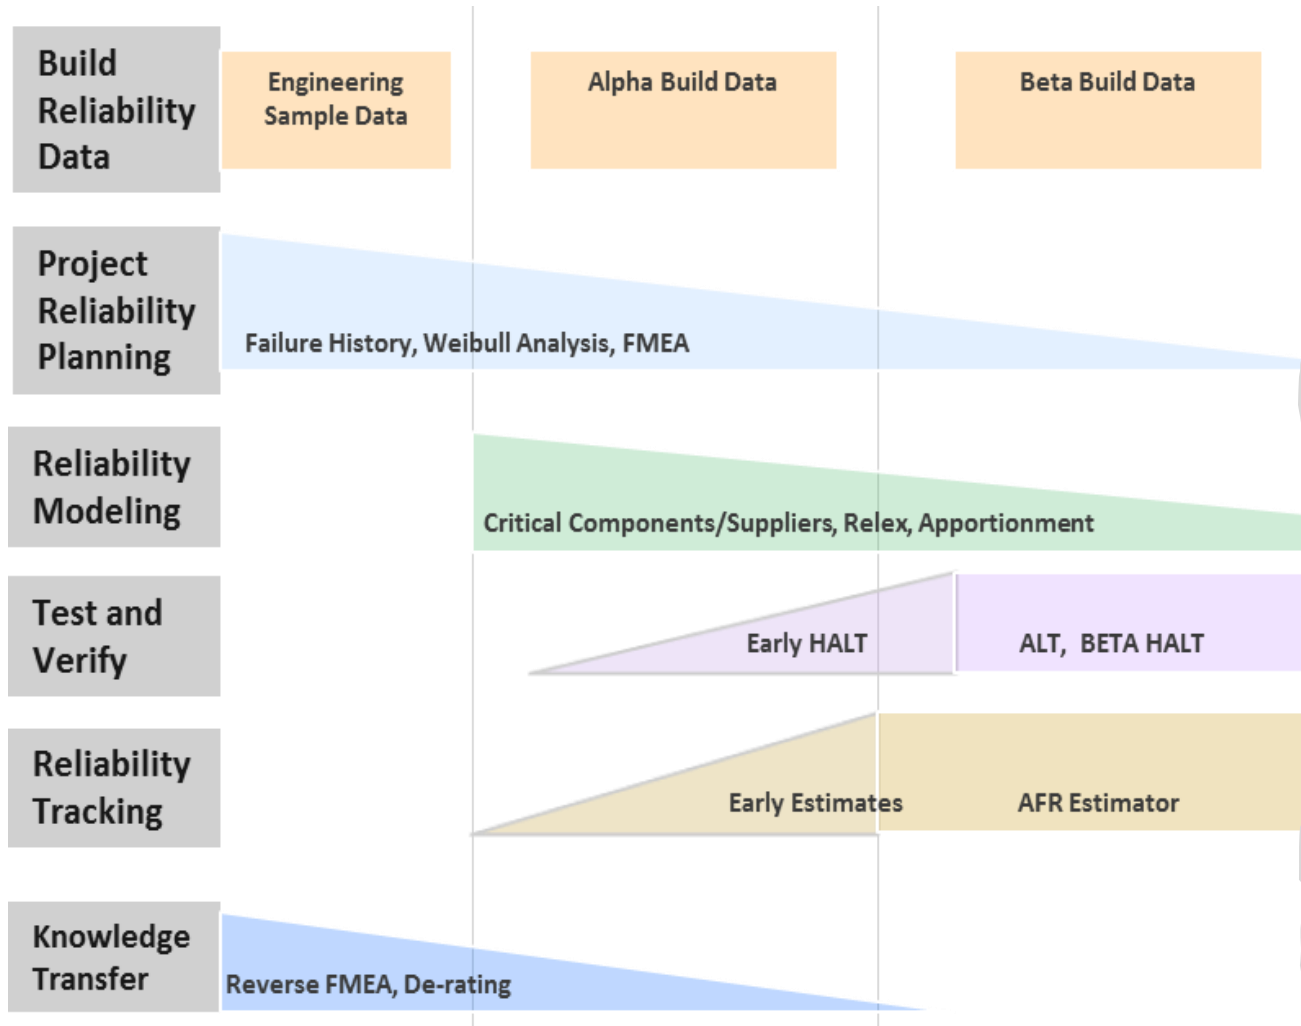 Build
Reliability
Data
Engineering
Sample Data
Alpha Build Data
Beta Build Data
Project
Reliability
Planning
Failure History, Weibull Analysis, FMEA
Reliability
Modeling
Critical Components/Suppliers, Relex, Apportionment
Test and
Verify
Early HALT
ALT,  BETA HALT
Reliability
Tracking
Early Estimates
AFR Estimator
Knowledge
Transfer
Reverse FMEA, De-rating